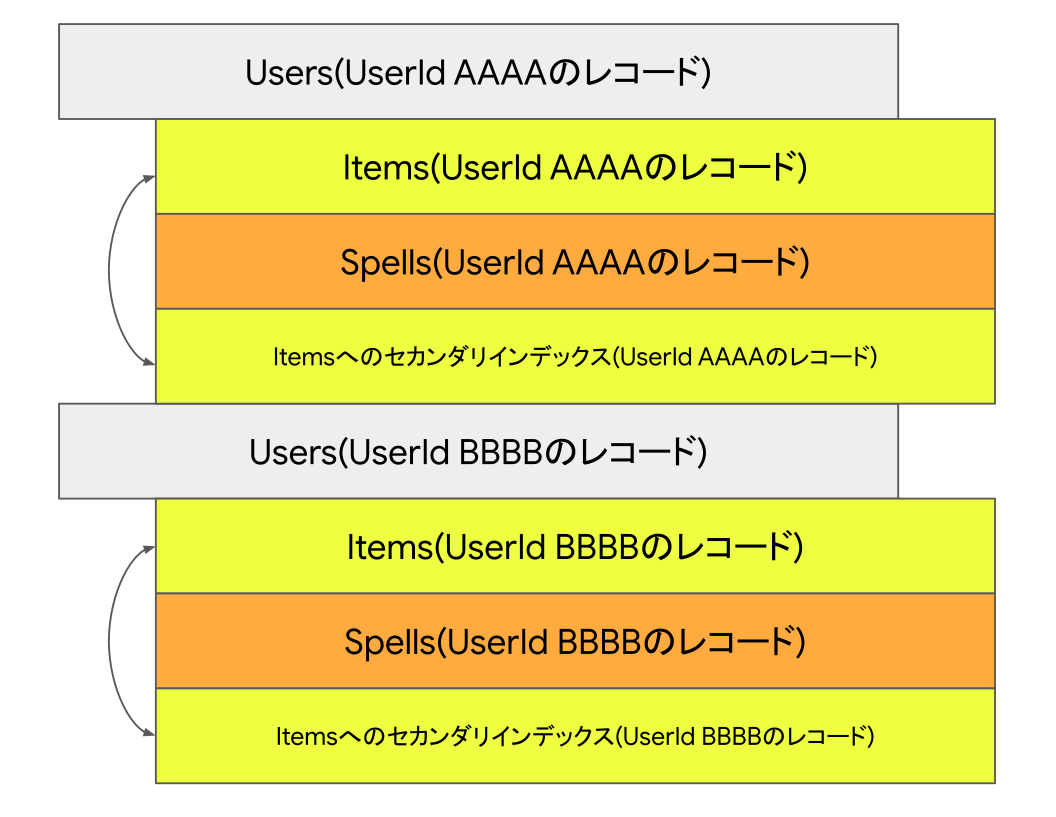 Users(UserId AAAAのレコード)
Items(UserId AAAAのレコード)
Spells(UserId AAAAのレコード)
Itemsへのセカンダリインデックス(UserId AAAAのレコード)
Users(UserId BBBBのレコード)
Items(UserId BBBBのレコード)
Spells(UserId BBBBのレコード)
Itemsへのセカンダリインデックス(UserId BBBBのレコード)